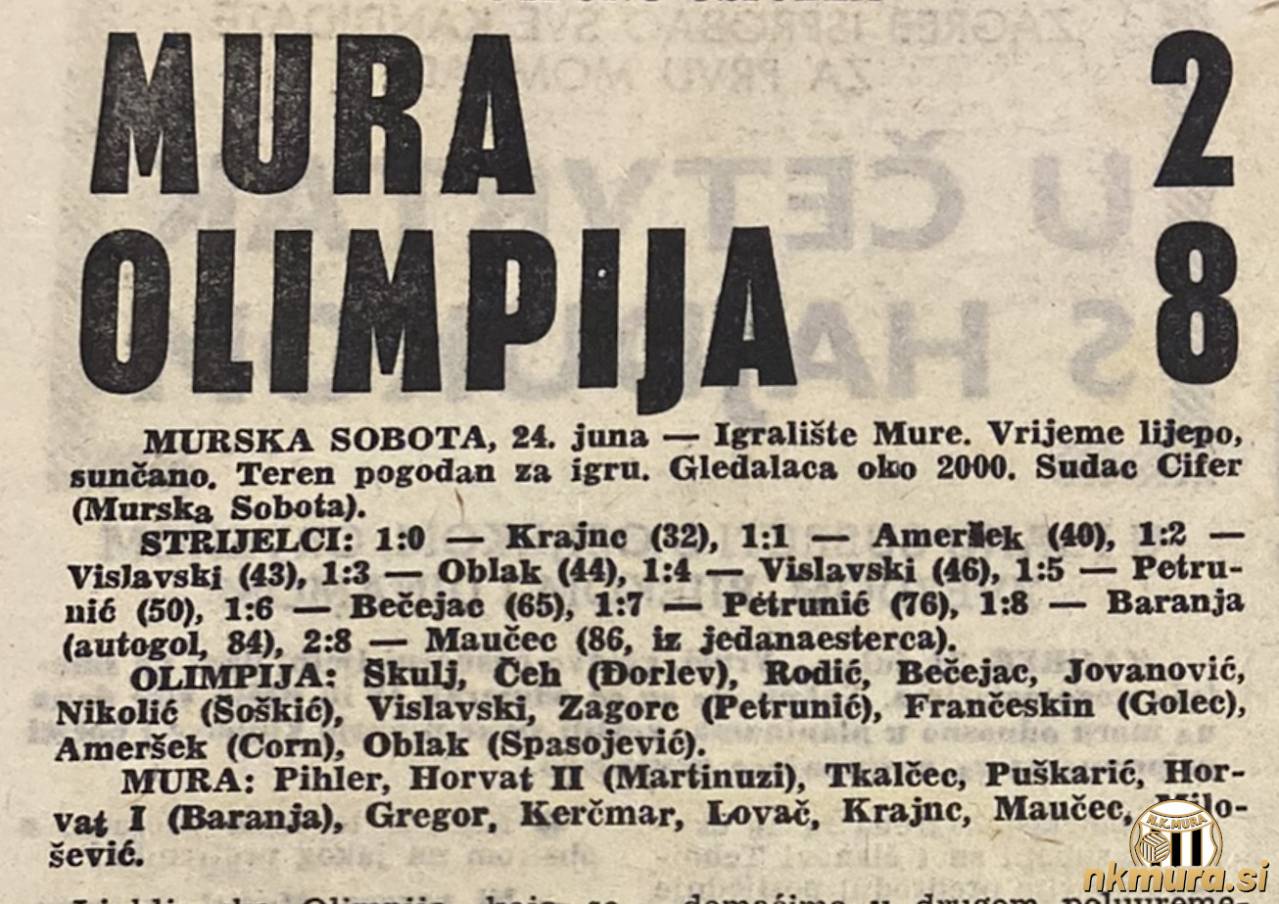 MURA 2
OLIMPIJA 8
MURSKA SOBOTA, 24. juna — Igralište Mure. Vrijeme lijepo,
sunčano. Teren pogodan za igru. Gledalaca oko 2000. Sudac Cifer
(Murska Sobota).
STRIJELCI: 1:0 — Krajnc (32), 1:1 — Ameršek (40), 1:2 —
Vislavski (43), 1:3 — Oblak (44), 1:4 — Vislavski (46), 1:5 — Petru-
nić (50), 1:6 — Bečejac (65), 1:7 — Petrunić (76), 1:8 — Baranja
(autogol, 84), 2:8 — Maučec (86, iz jedanaesterca).
OLIMPIJA: Škulj, Čeh (Đorlev), Rodić, Bečejac, Jovanović,
Nikolić (Šoškić), Vislavski, Zagorc (Petrunić), Frančeskin (Golec),
Ameršek (Corn), Oblak (Spasojević).
MURA: Pihler, Horvat II (Martinuzi), Tkalčec, Puškarić, Hor-
vat I (Baranja), Gregor, Kerčmar, Lovač, Krajnc, Maučec, Milo-
šević.
N.K. MURA
nkmura.si